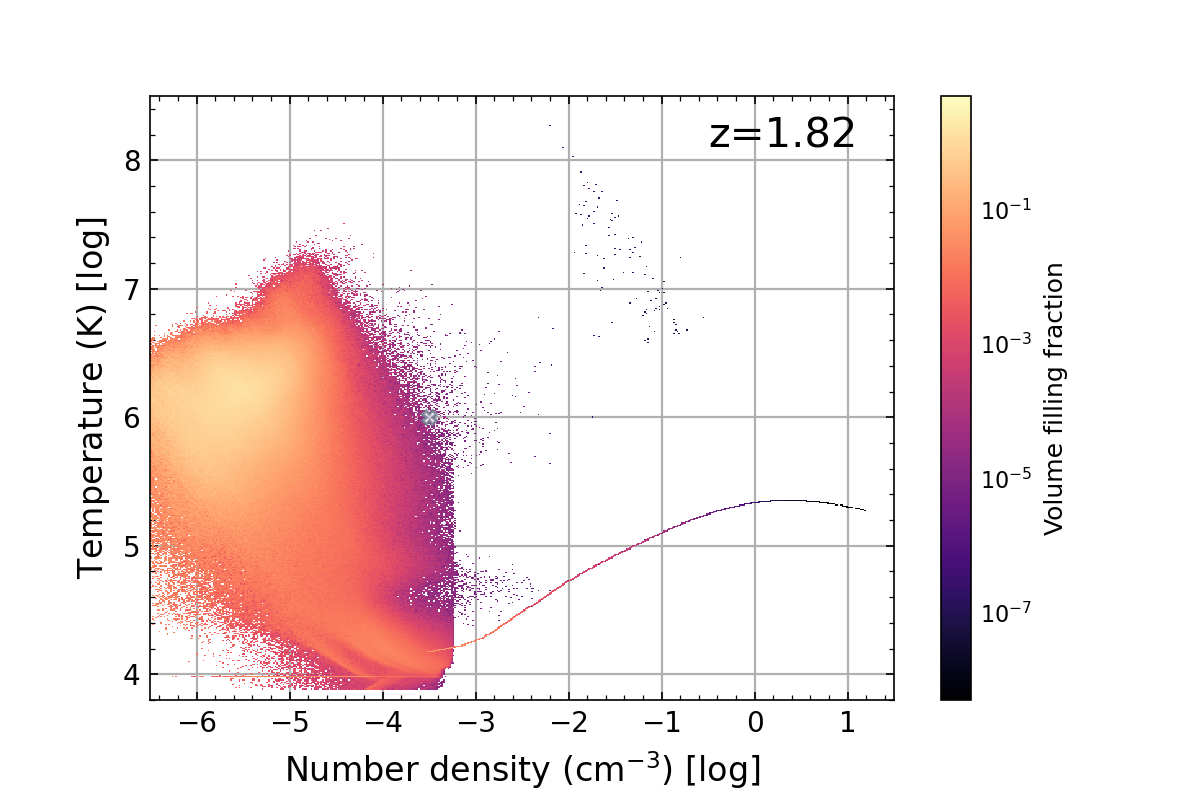 z=1.82
8
7
6
5
4
Temperature (K) [log]
−6 −5 −4 −3 −2 −1 0 1
Number density (cm⁻³) [log]
10⁻¹
10⁻³
10⁻⁵
10⁻⁷
Volume filling fraction